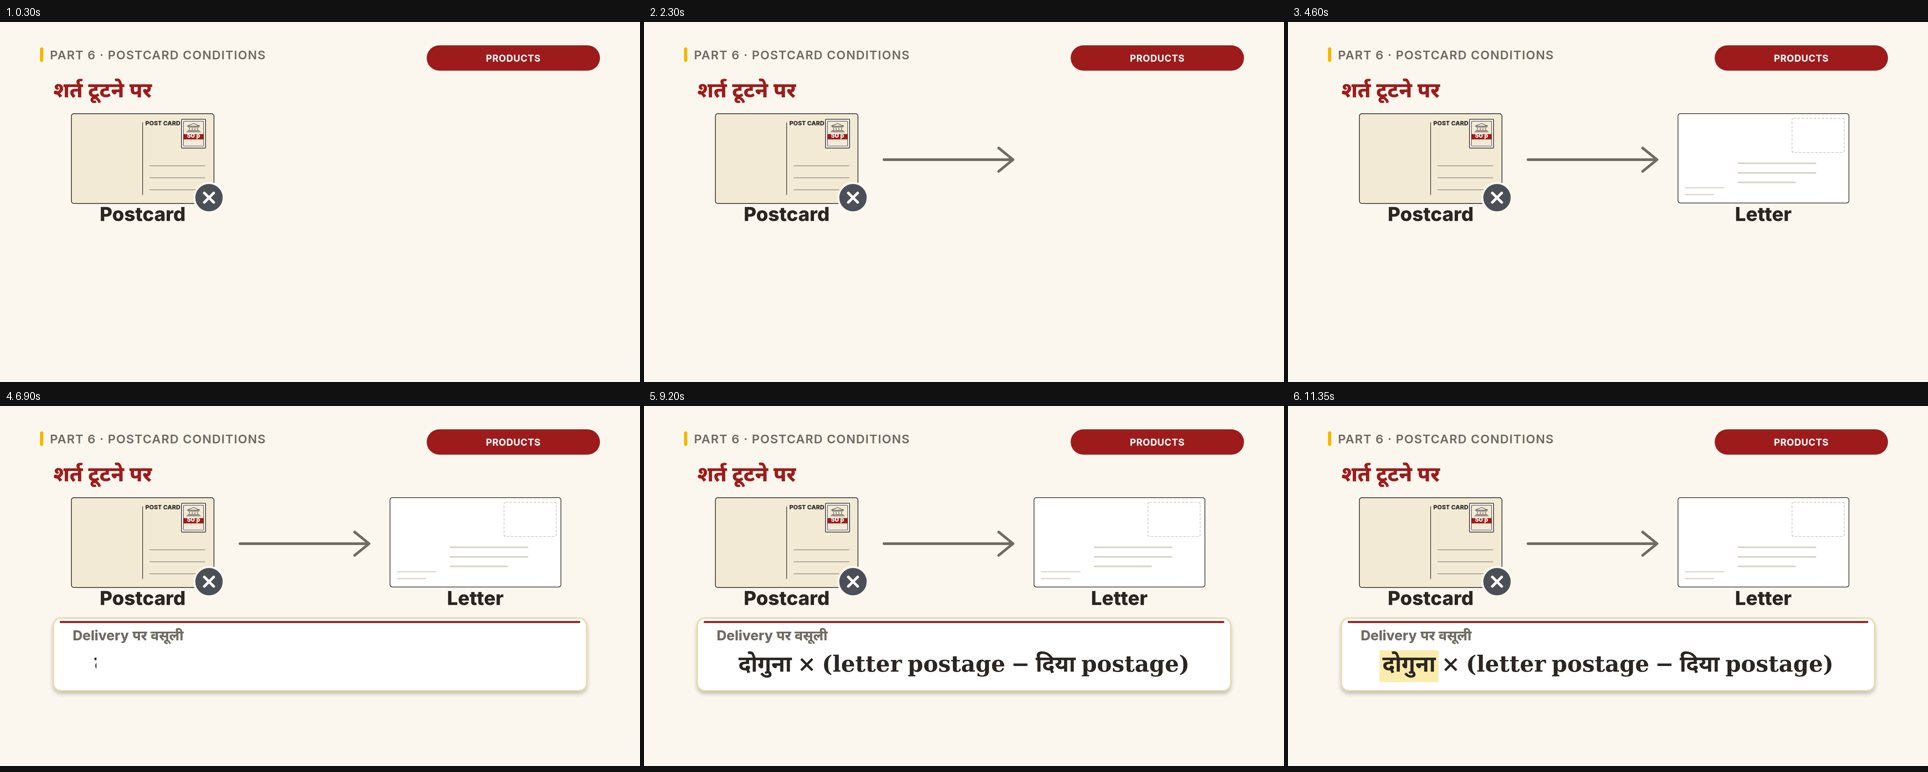 1. 0.30s
PART 6 · POSTCARD CONDITIONS
PRODUCTS
शर्त टूटने पर
POST CARD
Postcard
2. 2.30s
PART 6 · POSTCARD CONDITIONS
PRODUCTS
शर्त टूटने पर
POST CARD
Postcard
3. 4.60s
PART 6 · POSTCARD CONDITIONS
PRODUCTS
शर्त टूटने पर
POST CARD
Postcard
Letter
4. 6.90s
PART 6 · POSTCARD CONDITIONS
PRODUCTS
शर्त टूटने पर
POST CARD
Postcard
Letter
Delivery पर वसूली
5. 9.20s
PART 6 · POSTCARD CONDITIONS
PRODUCTS
शर्त टूटने पर
POST CARD
Postcard
Letter
Delivery पर वसूली
दोगुना × (letter postage − दिया postage)
6. 11.35s
PART 6 · POSTCARD CONDITIONS
PRODUCTS
शर्त टूटने पर
POST CARD
Postcard
Letter
Delivery पर वसूली
दोगुना × (letter postage − दिया postage)